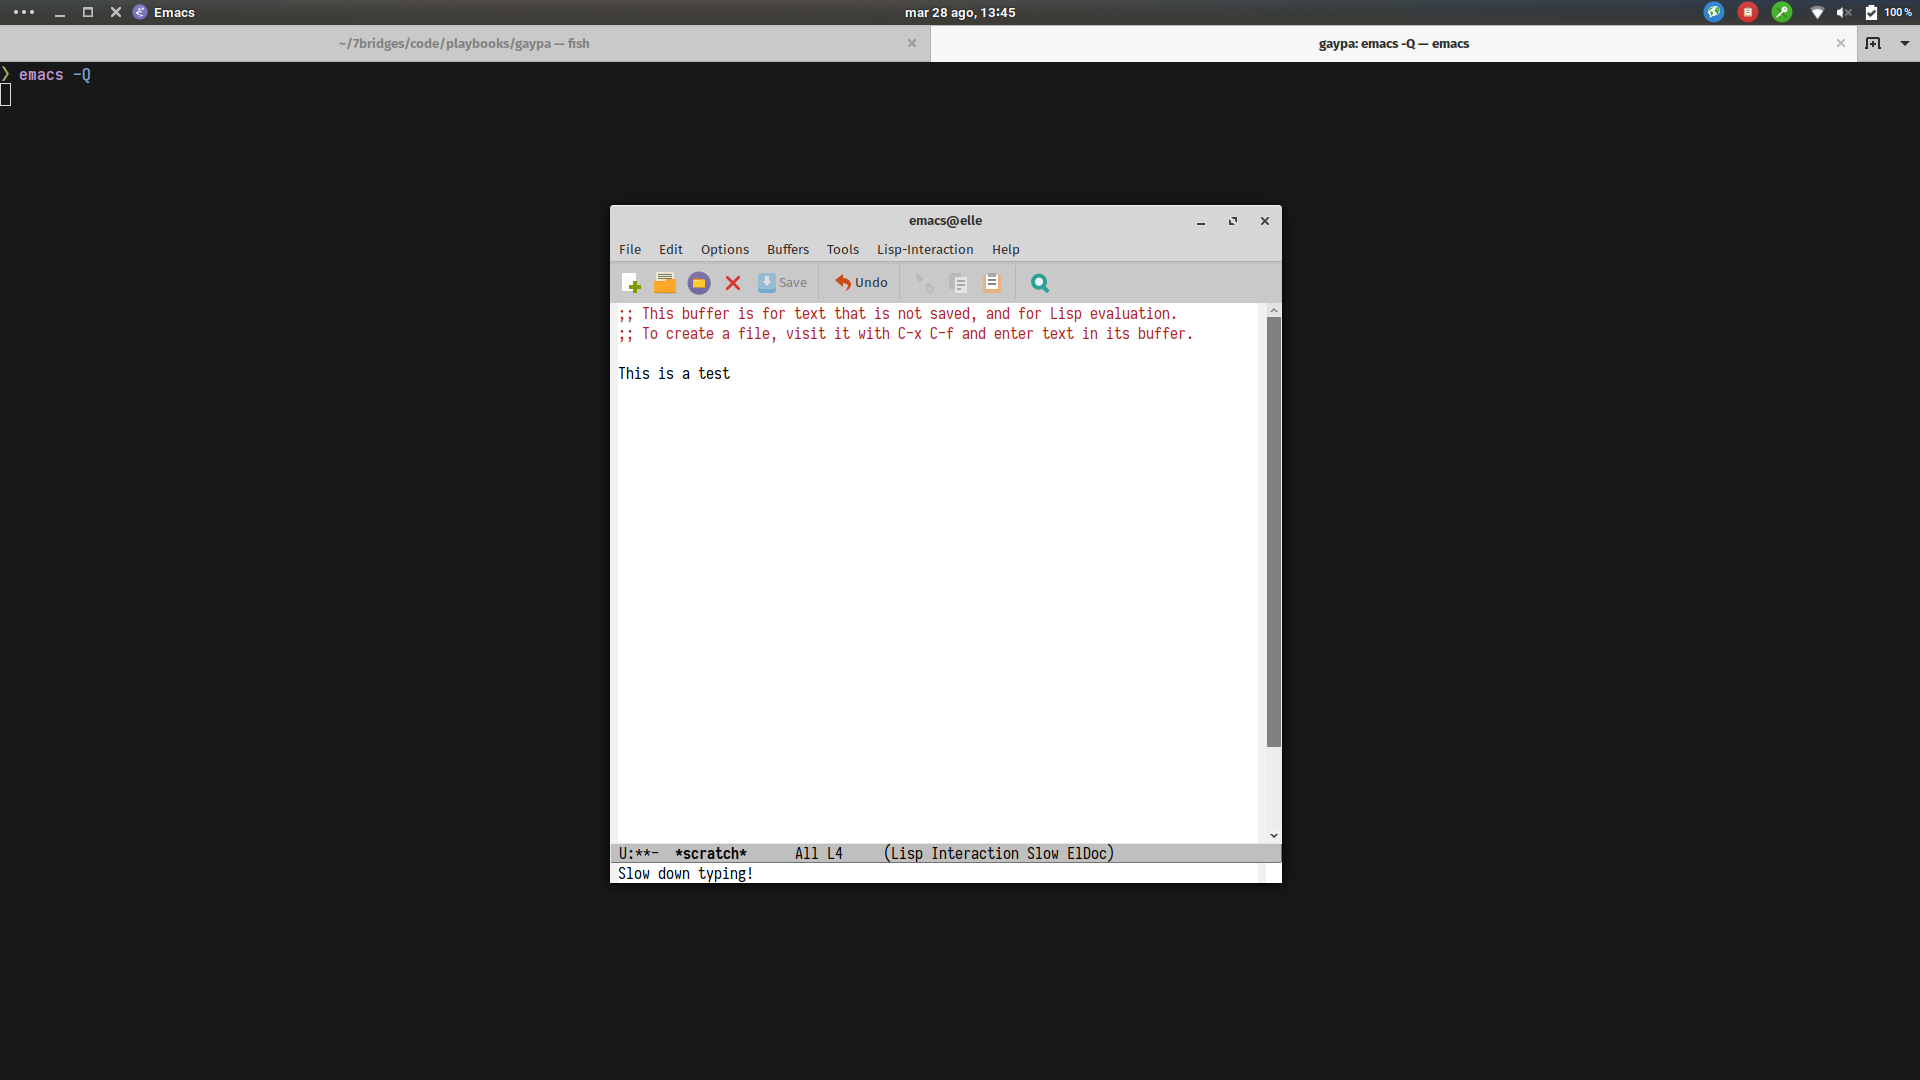 Emacs
mar 28 ago, 13:45
100 %
~/7bridges/code/playbooks/gaypa — fish
gaypa: emacs -Q — emacs
❯ emacs -Q
emacs@elle
File Edit Options Buffers Tools Lisp-Interaction Help
Save Undo
;; This buffer is for text that is not saved, and for Lisp evaluation.
;; To create a file, visit it with C-x C-f and enter text in its buffer.
This is a test
U:**-  *scratch*      All L4     (Lisp Interaction Slow ElDoc)
Slow down typing!